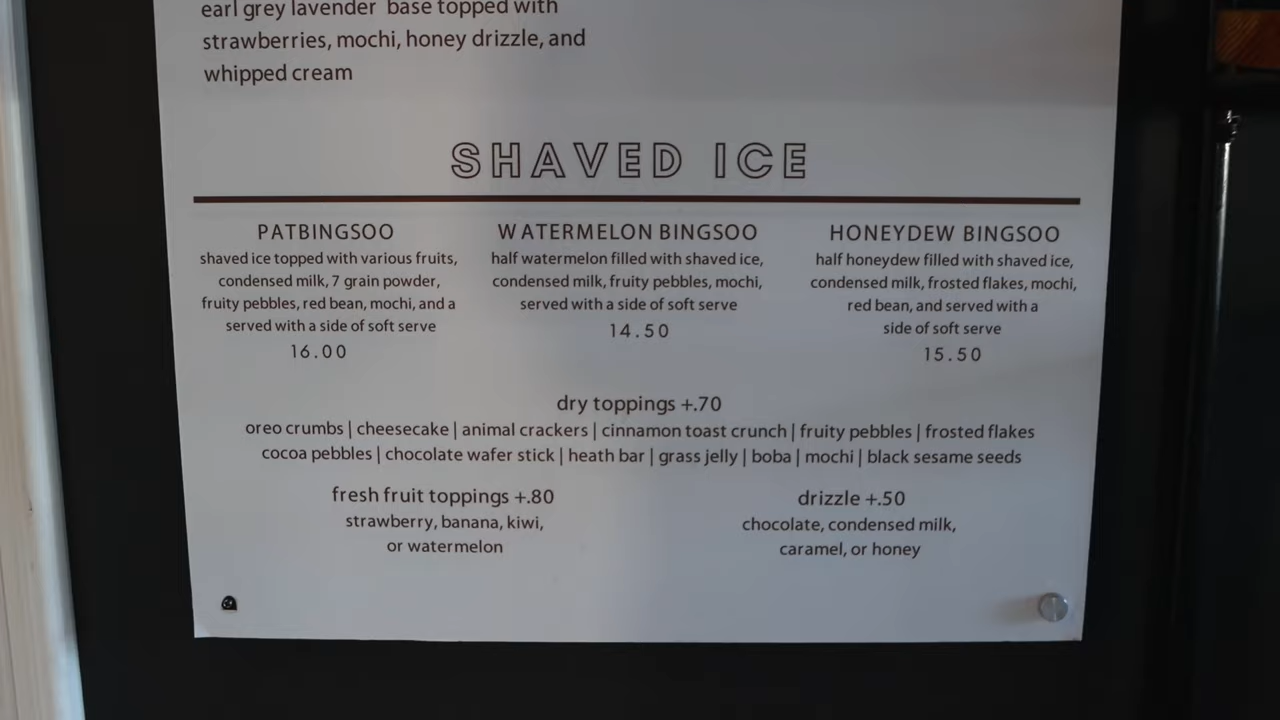 earl grey lavender base topped with
strawberries, mochi, honey drizzle, and
whipped cream
SHAVED ICE
PATBINGSOO
shaved ice topped with various fruits,
condensed milk, 7 grain powder,
fruity pebbles, red bean, mochi, and a
served with a side of soft serve
16.00
WATERMELON BINGSOO
half watermelon filled with shaved ice,
condensed milk, fruity pebbles, mochi,
served with a side of soft serve
14.50
HONEYDEW BINGSOO
half honeydew filled with shaved ice,
condensed milk, frosted flakes, mochi,
red bean, and served with a
side of soft serve
15.50
dry toppings +.70
oreo crumbs | cheesecake | animal crackers | cinnamon toast crunch | fruity pebbles | frosted flakes
cocoa pebbles | chocolate wafer stick | heath bar | grass jelly | boba | mochi | black sesame seeds
fresh fruit toppings +.80
strawberry, banana, kiwi,
or watermelon
drizzle +.50
chocolate, condensed milk,
caramel, or honey